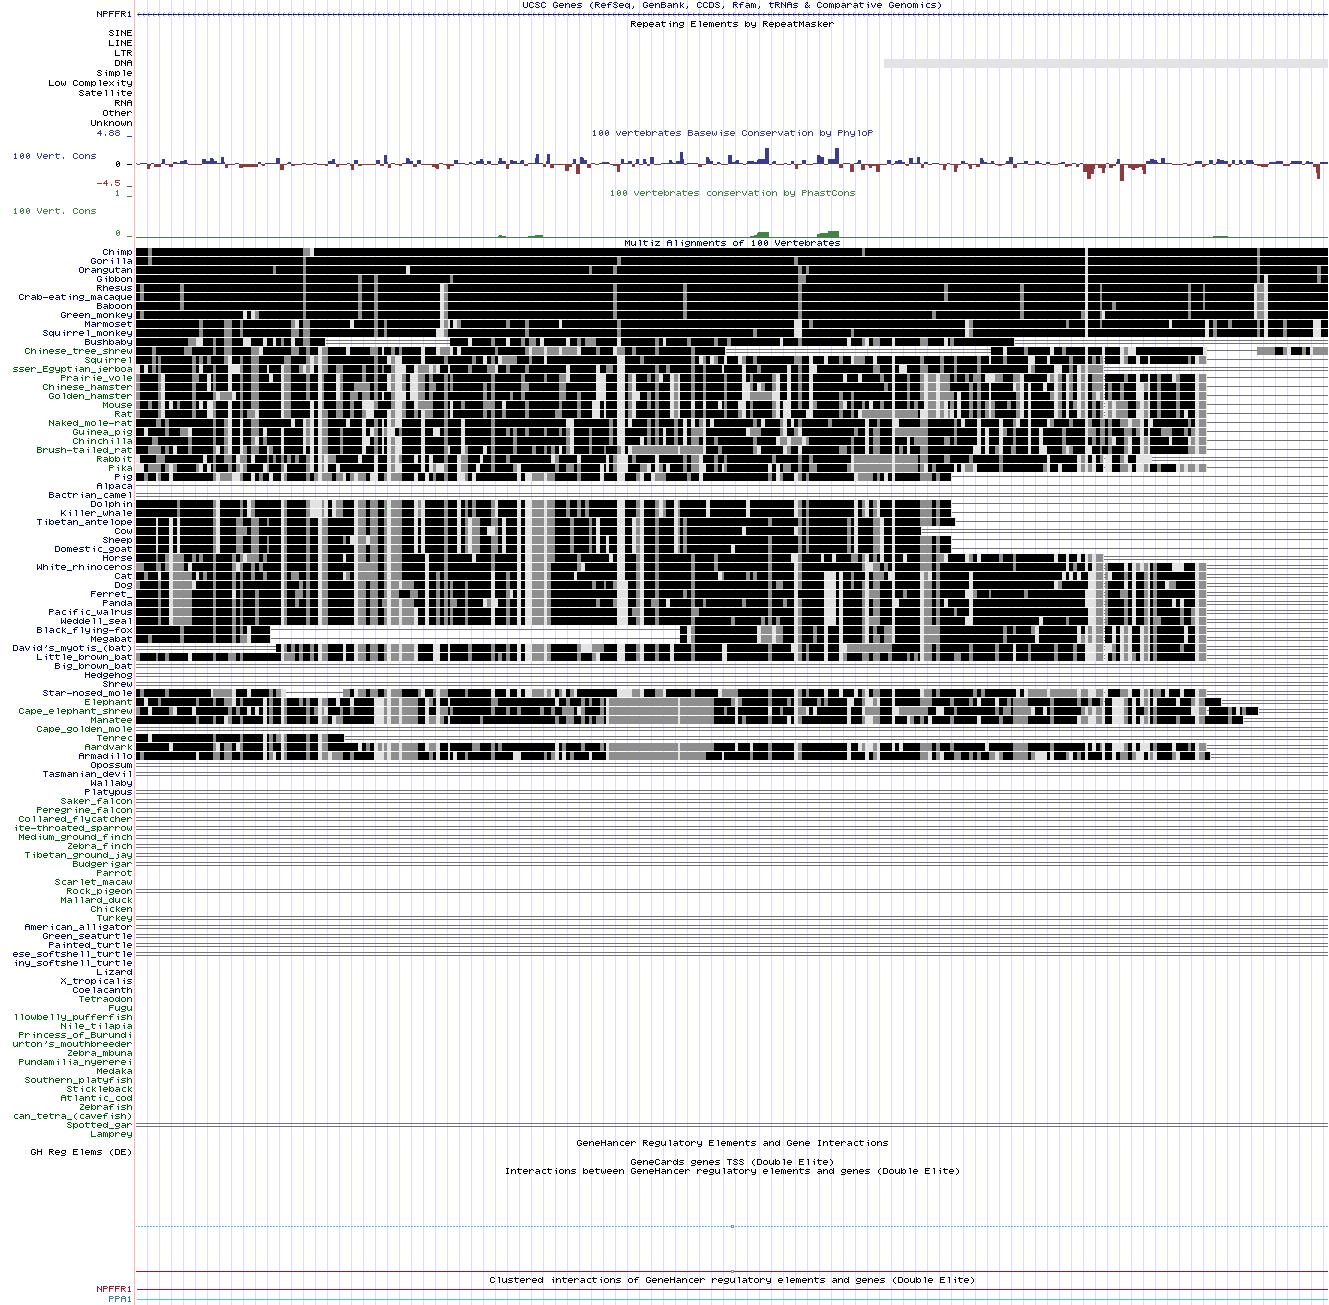 UCSC Genes (RefSeq, GenBank, CCDS, Rfam, tRNAs & Comparative Genomics)
NPFFR1
Repeating Elements by RepeatMasker
SINE
LINE
LTR
DNA
Simple
Low Complexity
Satellite
RNA
Other
Unknown
4.88 _
100 vertebrates Basewise Conservation by PhyloP
100 Vert. Cons
0 -
-4.5 _
1 _
100 vertebrates conservation by PhastCons
100 Vert. Cons
0 _
Multiz Alignments of 100 Vertebrates
Chimp
Gorilla
Orangutan
Gibbon
Rhesus
Crab-eating_macaque
Baboon
Green_monkey
Marmoset
Squirrel_monkey
Bushbaby
Chinese_tree_shrew
Squirrel
sser_Egyptian_jerboa
Prairie_vole
Chinese_hamster
Golden_hamster
Mouse
Rat
Naked_mole-rat
Guinea_pig
Chinchilla
Brush-tailed_rat
Rabbit
Pika
Pig
Alpaca
Bactrian_camel
Dolphin
Killer_whale
Tibetan_antelope
Cow
Sheep
Domestic_goat
Horse
White_rhinoceros
Cat
Dog
Ferret_
Panda
Pacific_walrus
Weddell_seal
Black_flying-fox
Megabat
David's_myotis_(bat)
Little_brown_bat
Big_brown_bat
Hedgehog
Shrew
Star-nosed_mole
Elephant
Cape_elephant_shrew
Manatee
Cape_golden_mole
Tenrec
Aardvark
Armadillo
Opossum
Tasmanian_devil
Wallaby
Platypus
Saker_falcon
Peregrine_falcon
Collared_flycatcher
ite-throated_sparrow
Medium_ground_finch
Zebra_finch
Tibetan_ground_jay
Budgerigar
Parrot
Scarlet_macaw
Rock_pigeon
Mallard_duck
Chicken
Turkey
American_alligator
Green_seaturtle
Painted_turtle
ese_softshell_turtle
iny_softshell_turtle
Lizard
X_tropicalis
Coelacanth
Tetraodon
Fugu
llowbelly_pufferfish
Nile_tilapia
Princess_of_Burundi
urton's_mouthbreeder
Zebra_mbuna
Pundamilia_nyererei
Medaka
Southern_platyfish
Stickleback
Atlantic_cod
Zebrafish
can_tetra_(cavefish)
Spotted_gar
Lamprey
GeneHancer Regulatory Elements and Gene Interactions
GH Reg Elems (DE)
GeneCards genes TSS (Double Elite)
Interactions between GeneHancer regulatory elements and genes (Double Elite)
Clustered interactions of GeneHancer regulatory elements and genes (Double Elite)
NPFFR1
PPA1